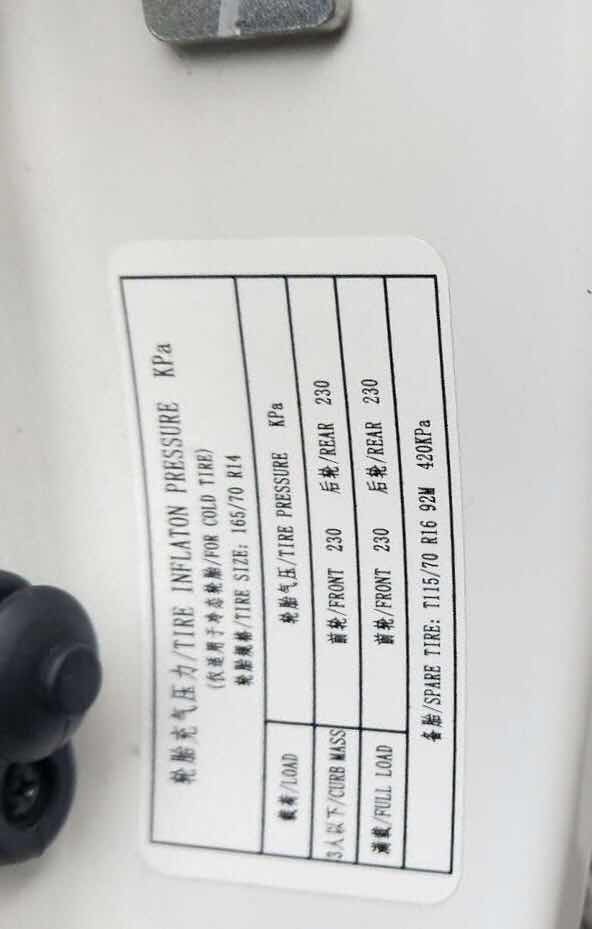 轮胎充气压力/TIRE INFLATON PRESSURE KPa
(仅适用于冷态轮胎/FOR COLD TIRE)
轮胎规格/TIRE SIZE: 165/70 R14
载荷/LOAD 轮胎气压/TIRE PRESSURE KPa
3人以下/CURB MASS 前轮/FRONT 230 后轮/REAR 230
满载/FULL LOAD 前轮/FRONT 230 后轮/REAR 230
备胎/SPARE TIRE: T115/70 R16 92M 420KPa